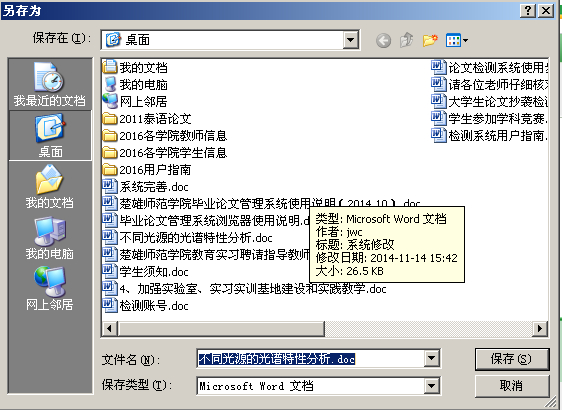 另存为
保存在(I):
桌面
我最近的文档
桌面
我的文档
我的电脑
网上邻居
我的文档
我的电脑
网上邻居
2011泰语论文
2016各学院教师信息
2016各学院学生信息
2016用户指南
系统完善.doc
楚雄师范学院毕业论文管理系统使用说明(2014.10).doc
毕业论文管理系统浏览器使用说明.d
不同光源的光谱特性分析.doc
楚雄师范学院教育实习聘请指导教师
学生须知.doc
4、加强实验室、实习实训基地建设和实践教学.doc
检测账号.doc
论文检测系统使用
请各位老师仔细核
大学生论文抄袭检
学生参加学科竞赛.
检测系统用户指南.
类型: Microsoft Word 文档
作者: jwc
标题: 系统修改
修改日期: 2014-11-14 15:42
大小: 26.5 KB
文件名(N):
不同光源的光谱特性分析.doc
保存(S)
保存类型(T):
Microsoft Word 文档
取消